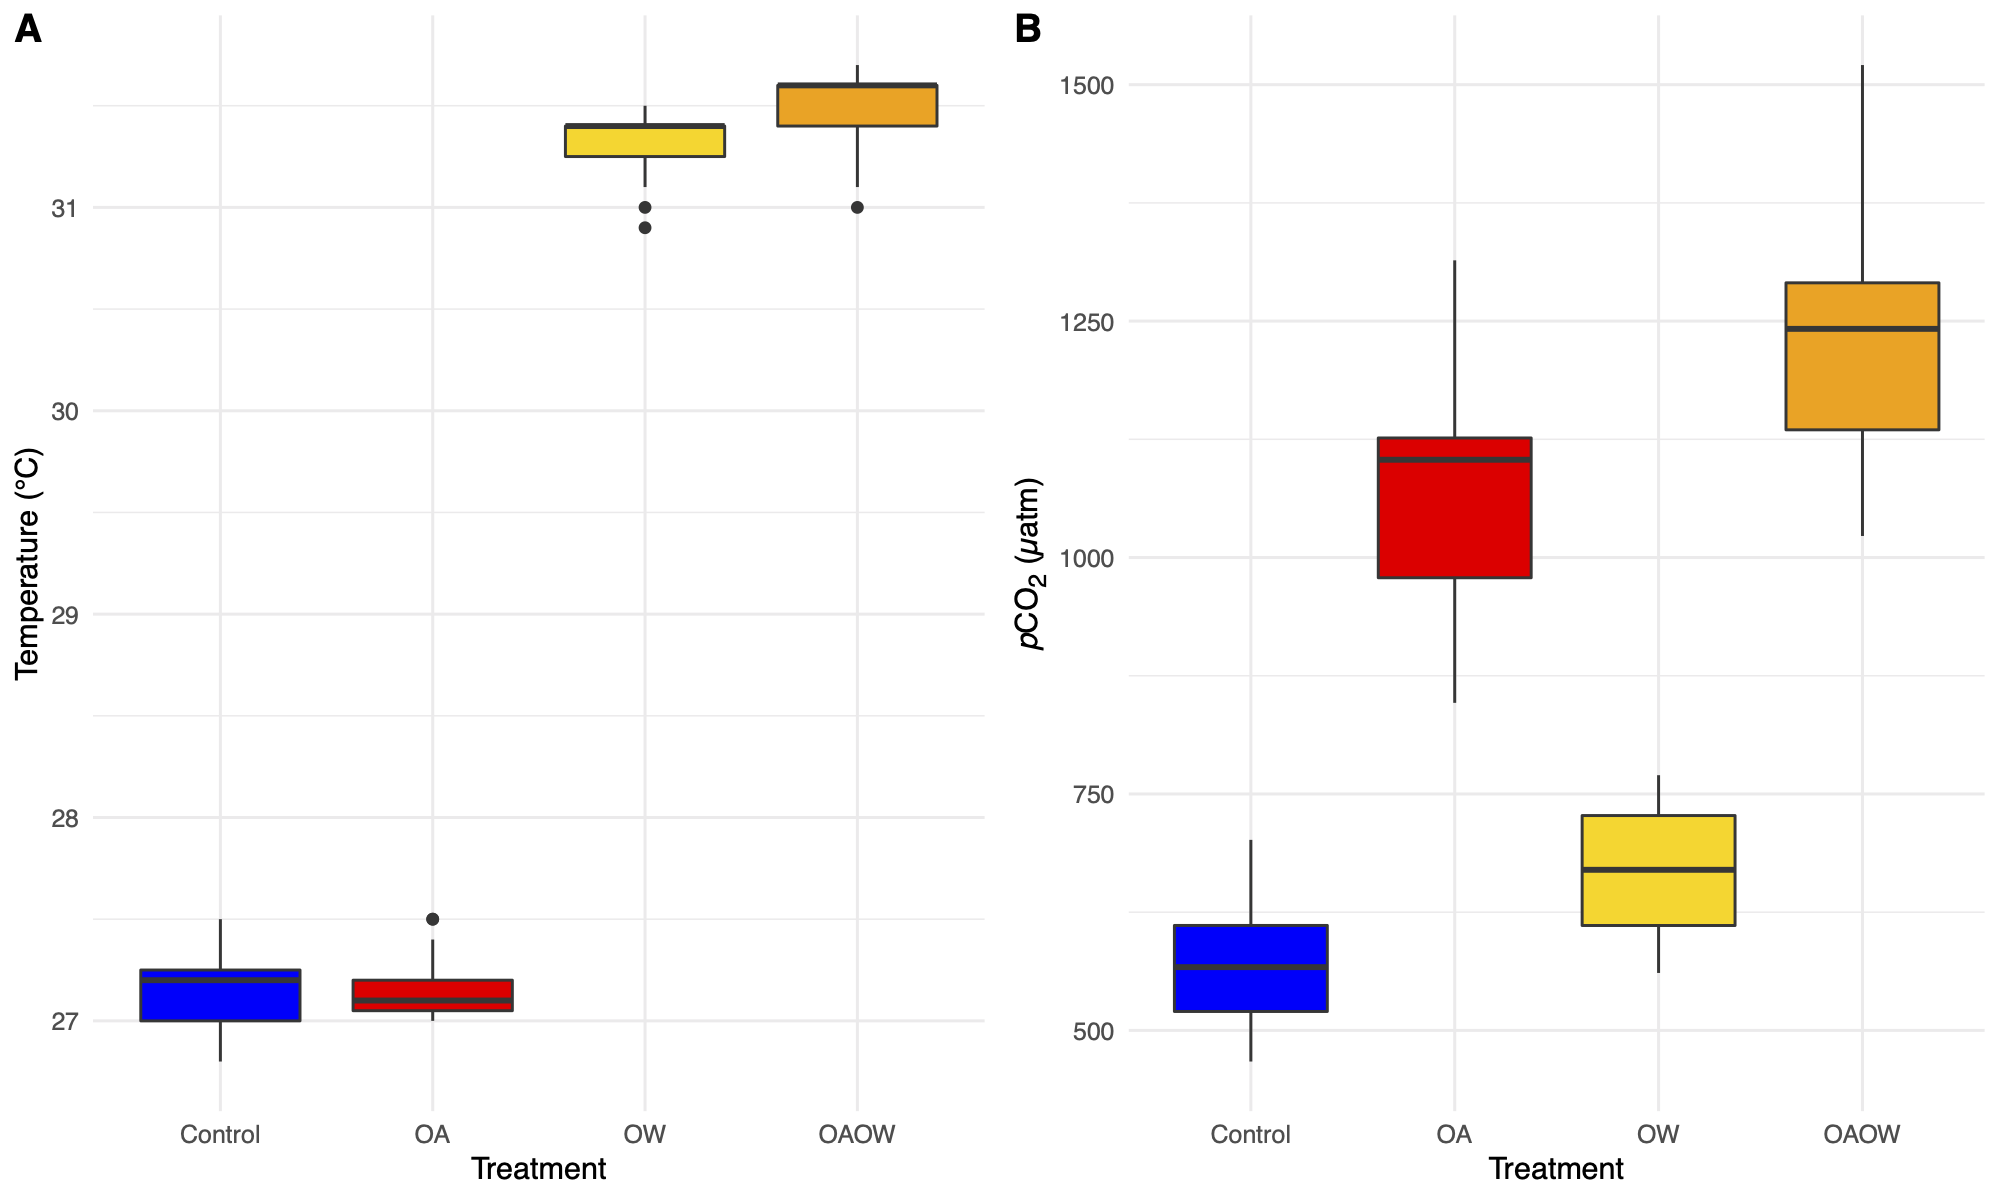 A
Temperature (°C)
31
30
29
28
27
Control OA OW OAOW
Treatment
B
pCO₂ (μatm)
1500
1250
1000
750
500
Control OA OW OAOW
Treatment